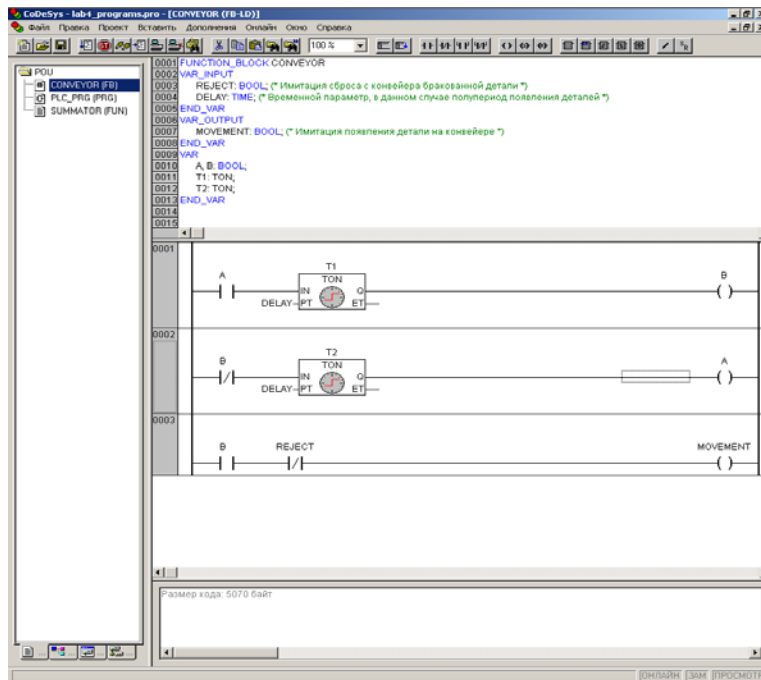 CoDeSys - lab4_programs.pro - [CONVEYOR (FB-LD)]
Файл Правка Проект Вставить Дополнения Онлайн Окно Справка
100 %
POU
CONVEYOR (FB)
PLC_PRG (PRG)
SUMMATOR (FUN)
0001 FUNCTION_BLOCK CONVEYOR
0002 VAR_INPUT
0003 REJECT: BOOL; (* Имитация сброса с конвейера бракованной детали *)
0004 DELAY: TIME; (* Временной параметр, в данном случае полупериод появления деталей *)
0005 END_VAR
0006 VAR_OUTPUT
0007 MOVEMENT: BOOL; (* Имитация появления детали на конвейере *)
0008 END_VAR
0009 VAR
0010 A, B: BOOL;
0011 T1: TON;
0012 T2: TON;
0013 END_VAR
0014
0015
0001
T1
A TON B
IN Q
DELAY PT ET
0002
T2
B TON A
IN Q
DELAY PT ET
0003
B REJECT MOVEMENT
Размер кода: 5070 байт
ОНЛАЙН ЗАМ ПРОСМОТР